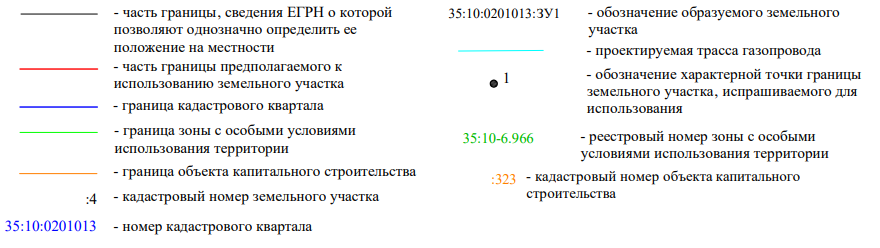 - часть границы, сведения ЕГРН о которой
позволяют однозначно определить ее
положение на местности
- часть границы предполагаемого к
использованию земельного участка
- граница кадастрового квартала
- граница зоны с особыми условиями
использования территории
- граница объекта капитального строительства
:4 - кадастровый номер земельного участка
35:10:0201013 - номер кадастрового квартала
35:10:0201013:ЗУ1 - обозначение образуемого земельного
участка
- проектируемая трасса газопровода
1 - обозначение характерной точки границы
земельного участка, испрашиваемого для
использования
35:10-6.966 - реестровый номер зоны с особыми
условиями использования территории
:323 - кадастровый номер объекта капитального
строительства